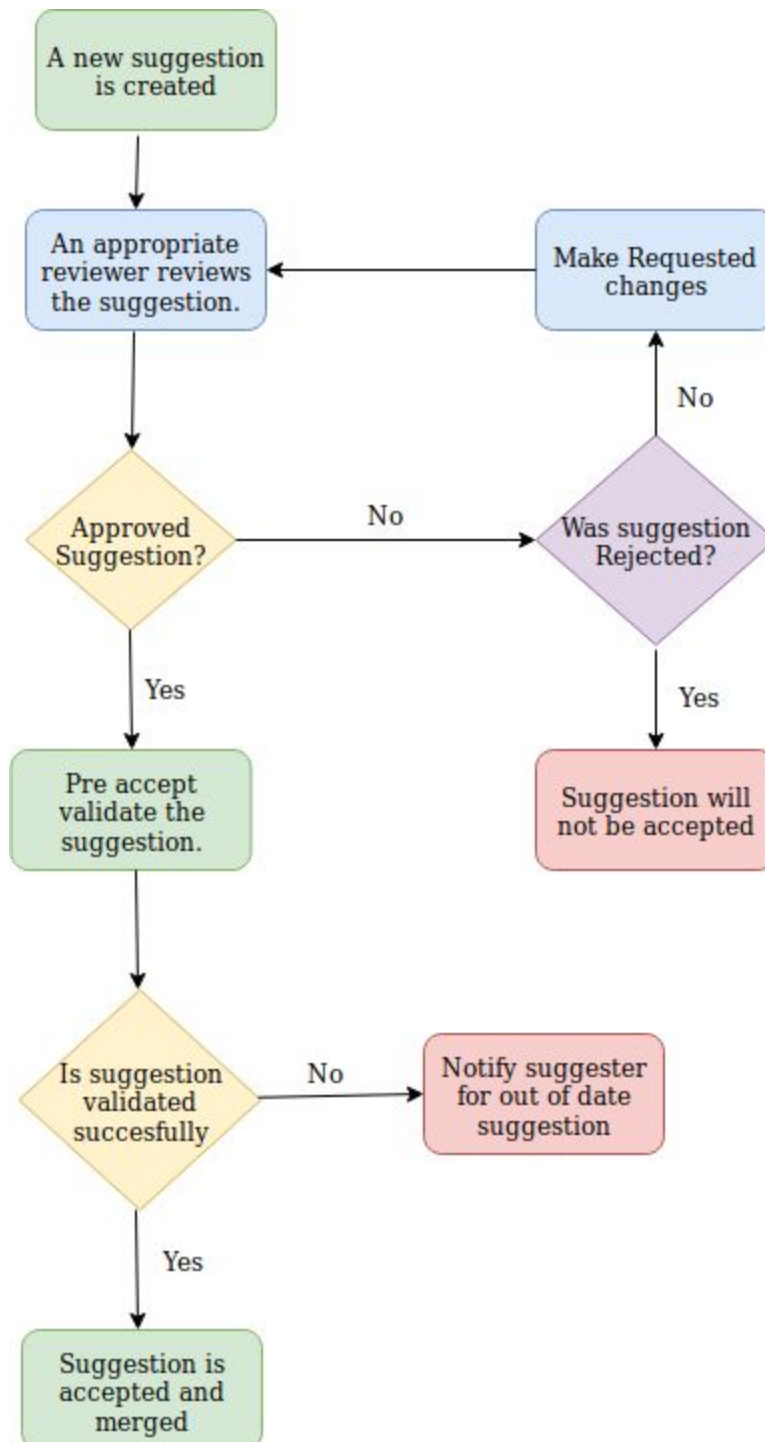 A new suggestion
is created
An appropriate
reviewer reviews
the suggestion.
Make Requested
changes
No
Approved
Suggestion?
No
Was suggestion
Rejected?
Yes
Yes
Pre accept
validate the
suggestion.
Suggestion will
not be accepted
Is suggestion
validated
succesfully
No
Notify suggester
for out of date
suggestion
Yes
Suggestion is
accepted and
merged